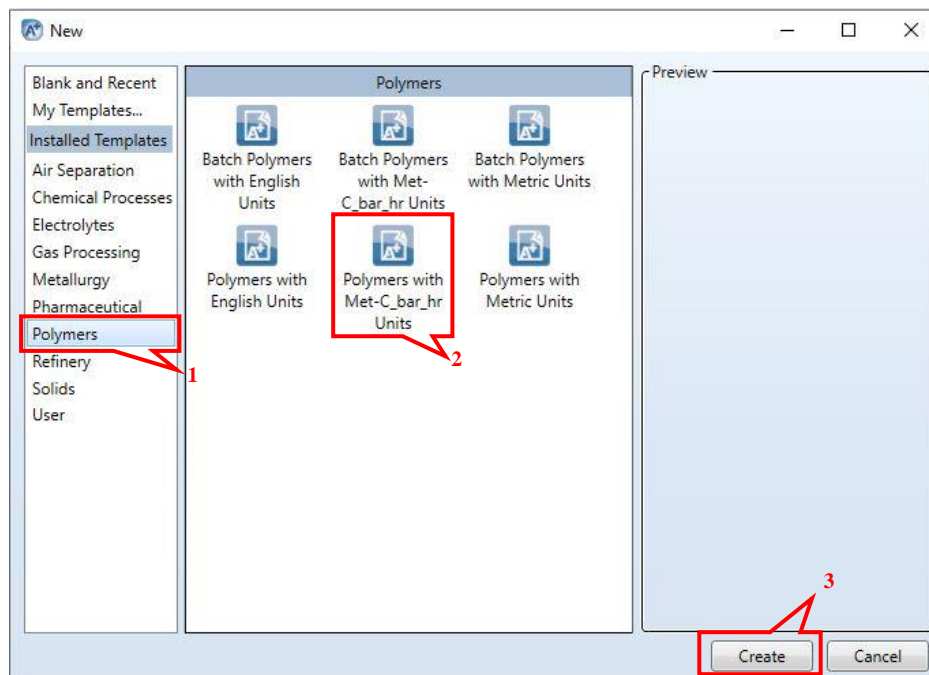 New
Blank and Recent
My Templates...
Installed Templates
Air Separation
Chemical Processes
Electrolytes
Gas Processing
Metallurgy
Pharmaceutical
Polymers
Refinery
Solids
User
1
Polymers
Batch Polymers
with English
Units
Batch Polymers
with Met-
C_bar_hr Units
Batch Polymers
with Metric Units
Polymers with
English Units
Polymers with
Met-C_bar_hr
Units
Polymers with
Metric Units
2
Preview
3
Create
Cancel